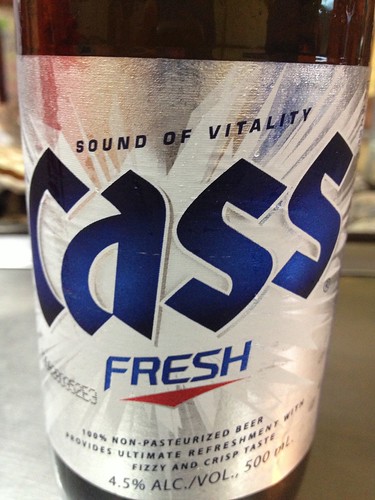 SOUND OF VITALITY
Cass
FRESH
100% NON-PASTEURIZED BEER
PROVIDES ULTIMATE REFRESHMENT WITH
FIZZY AND CRISP TASTE
4.5% ALC./VOL., 500 mL.